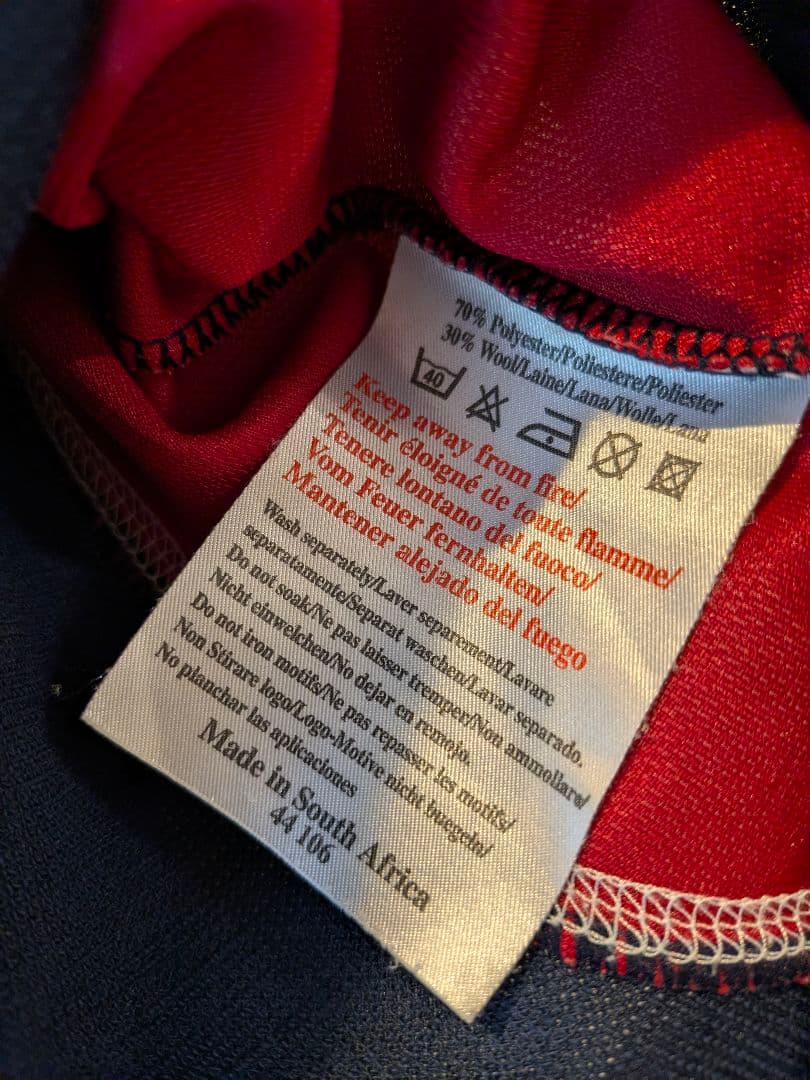 70% Polyester/Poliestere/Poliester
30% Wool/Laine/Lana/Wolle/Lana
40
Keep away from fire/
Tenir éloigné de toute flamme/
Tenere lontano del fuoco/
Vom Feuer fernhalten/
Mantener alejado del fuego
Wash separately/Laver separement/Lavare
separatamente/Separat waschen/Lavar separado.
Do not soak/Ne pas laisser tremper/Non ammollare/
Nicht einweichen/No dejar en remojo.
Do not iron motifs/Ne pas repasser les motifs/
Non Stirare logo/Logo-Motive nicht buegeln/
No planchar las aplicaciones
Made in South Africa
44 106